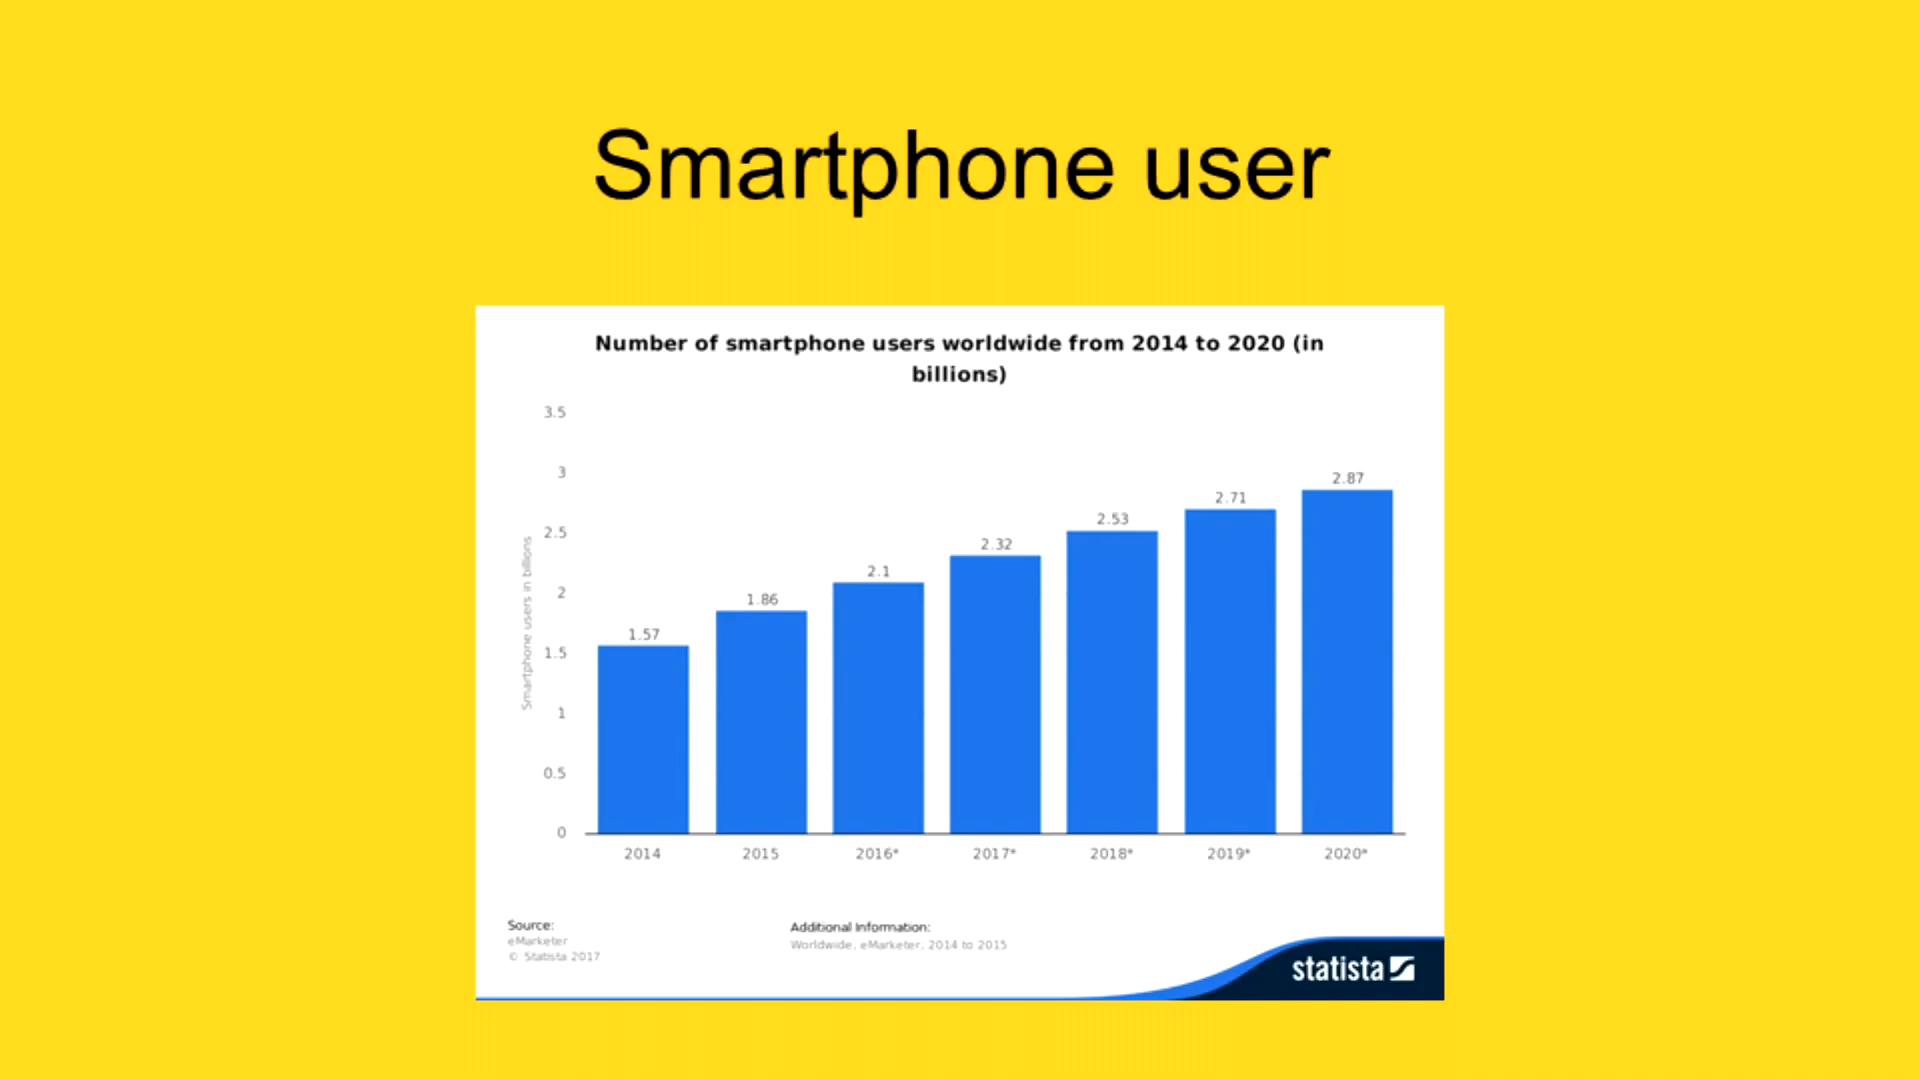 Smartphone user
Number of smartphone users worldwide from 2014 to 2020 (in
billions)
3.5
3
2.5
2
1.5
1
0.5
0
Smartphone users in billions
1.57
1.86
2.1
2.32
2.53
2.71
2.87
2014 2015 2016* 2017* 2018* 2019* 2020*
Source:
eMarketer
© Statista 2017
Additional Information:
Worldwide, eMarketer, 2014 to 2015
statista